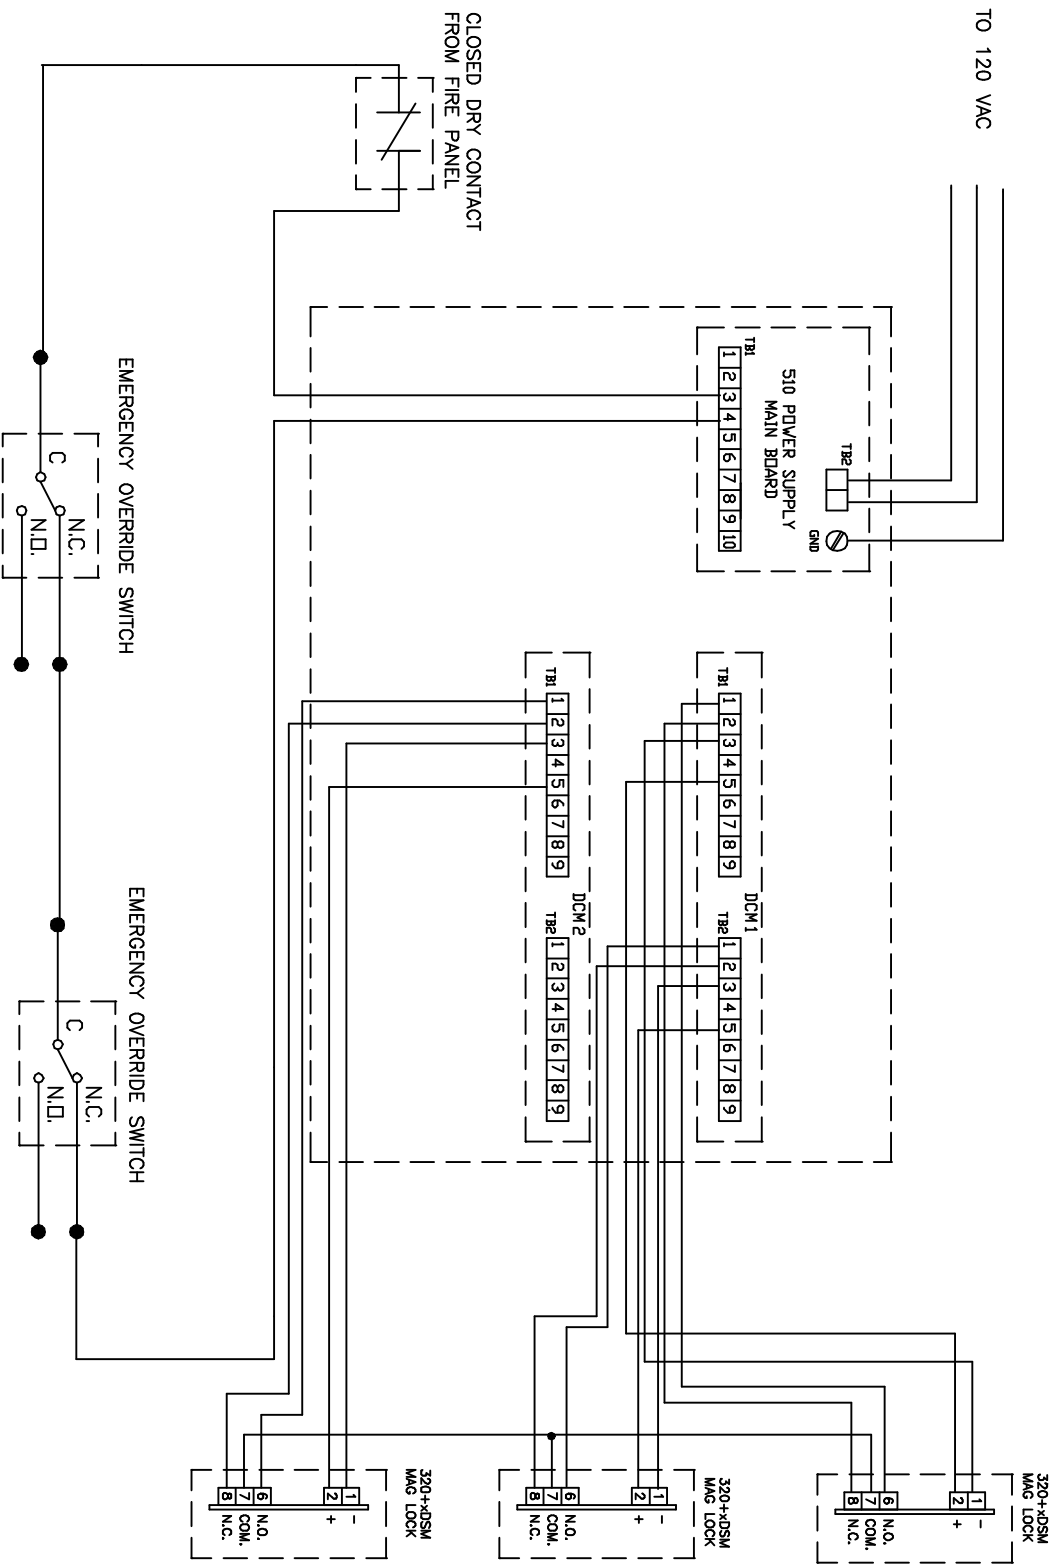 TO 120 VAC
CLOSED DRY CONTACT
FROM FIRE PANEL
510 POWER SUPPLY
MAIN BOARD
TB1
1 2 3 4 5 6 7 8 9 10
TB2
GND
DCM 1
TB1
1 2 3 4 5 6 7 8 9
TB2
1 2 3 4 5 6 7 8 9
DCM 2
TB1
1 2 3 4 5 6 7 8 9
TB2
1 2 3 4 5 6 7 8 9
EMERGENCY OVERRIDE SWITCH
C
N.C.
N.O.
EMERGENCY OVERRIDE SWITCH
C
N.C.
N.O.
320+xDSM
MAG LOCK
1 -
2 +
6 N.O.
7 COM.
8 N.C.
320+xDSM
MAG LOCK
1 -
2 +
6 N.O.
7 COM.
8 N.C.
320+xDSM
MAG LOCK
1 -
2 +
6 N.O.
7 COM.
8 N.C.